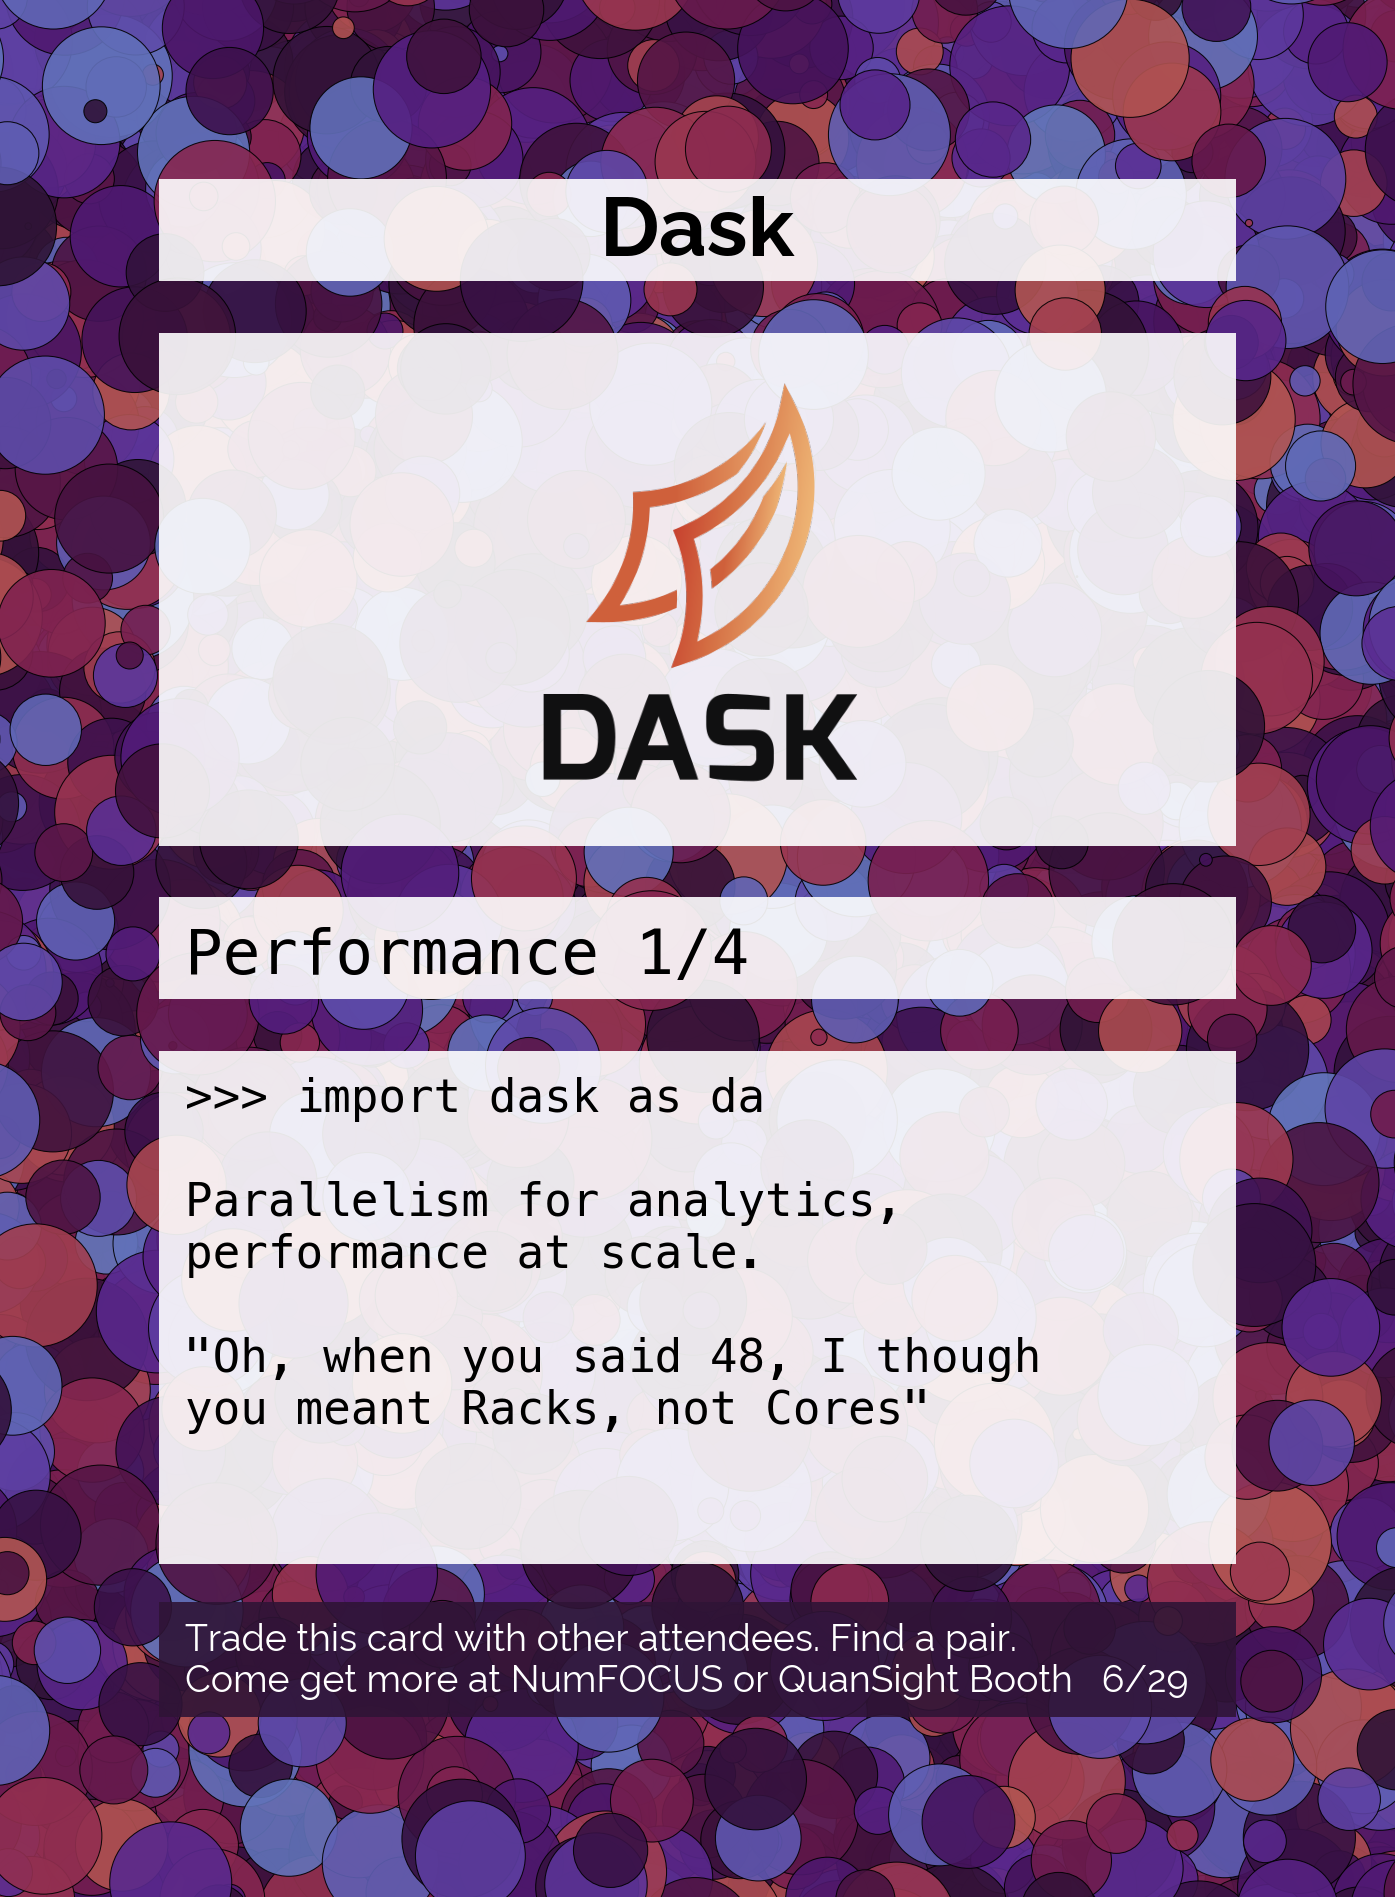 Dask
DASK
Performance 1/4
>>> import dask as da
Parallelism for analytics,
performance at scale.
"Oh, when you said 48, I though
you meant Racks, not Cores"
Trade this card with other attendees. Find a pair.
Come get more at NumFOCUS or QuanSight Booth 6/29